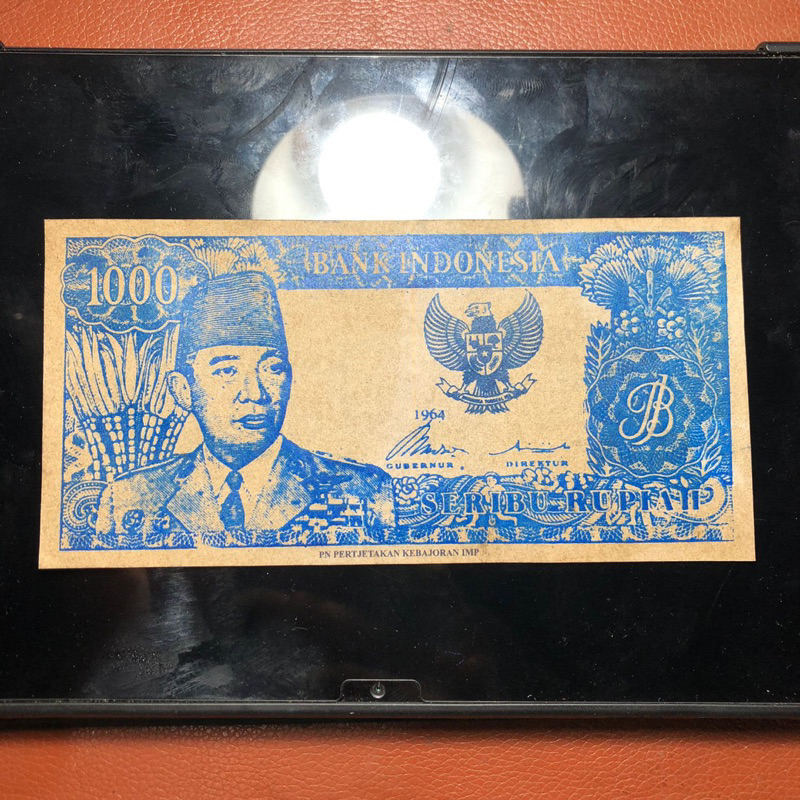 1000
BANK INDONESIA
1964
GUBERNUR
DIREKTUR
SERIBU RUPIAH
PN PERTJETAKAN KEBAJORAN IMP